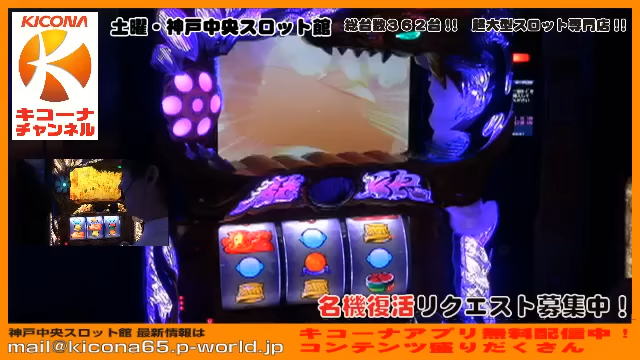 KICONA
キコーナ
チャンネル
土曜・神戸中央スロット館 総台数362台!! 超大型スロット専門店!!
名機復活リクエスト募集中!
神戸中央スロット館 最新情報は
mail@kicona65.p-world.jp
キコーナアプリ無料配信中!
コンテンツ盛りだくさん